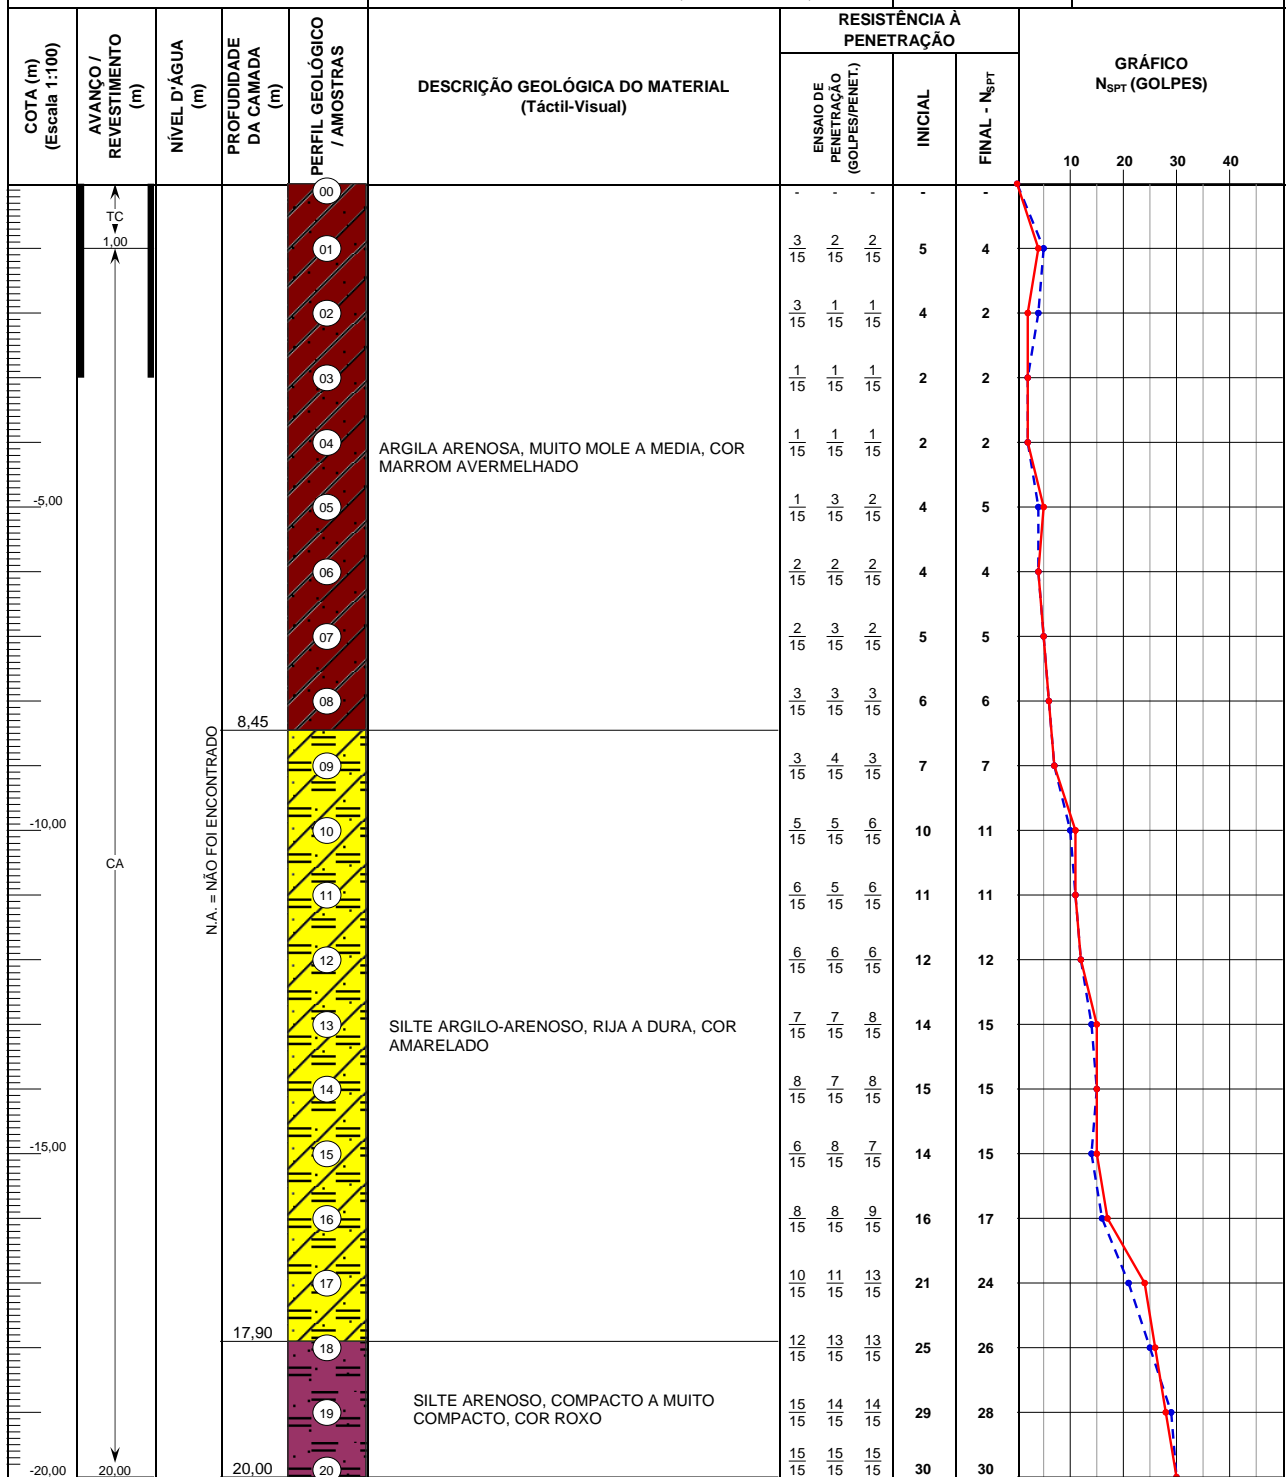 COTA (m)
(Escala 1:100)
AVANÇO /
REVESTIMENTO
(m)
NÍVEL D'ÁGUA
(m)
PROFUDIDADE
DA CAMADA
(m)
PERFIL GEOLÓGICO
/ AMOSTRAS
DESCRIÇÃO GEOLÓGICA DO MATERIAL
(Táctil-Visual)
RESISTÊNCIA À
PENETRAÇÃO
ENSAIO DE
PENETRAÇÃO
(GOLPES/PENET.)
INICIAL
FINAL - NSPT
GRÁFICO
NSPT (GOLPES)
10 20 30 40
00 - - - - -
TC
1,00
01 3/15 2/15 2/15 5 4
02 3/15 1/15 1/15 4 2
03 1/15 1/15 1/15 2 2
04 1/15 1/15 1/15 2 2
ARGILA ARENOSA, MUITO MOLE A MEDIA, COR
MARROM AVERMELHADO
-5,00 05 1/15 3/15 2/15 4 5
06 2/15 2/15 2/15 4 4
07 2/15 3/15 2/15 5 5
08 3/15 3/15 3/15 6 6
8,45
N.A. = NÃO FOI ENCONTRADO
09 3/15 4/15 3/15 7 7
-10,00 10 5/15 5/15 6/15 10 11
CA
11 6/15 5/15 6/15 11 11
12 6/15 6/15 6/15 12 12
13 7/15 7/15 8/15 14 15
SILTE ARGILO-ARENOSO, RIJA A DURA, COR
AMARELADO
14 8/15 7/15 8/15 15 15
-15,00 15 6/15 8/15 7/15 14 15
16 8/15 8/15 9/15 16 17
17 10/15 11/15 13/15 21 24
17,90
18 12/15 13/15 13/15 25 26
SILTE ARENOSO, COMPACTO A MUITO
COMPACTO, COR ROXO
19 15/15 14/15 14/15 29 28
-20,00 20,00 20,00 20 15/15 15/15 15/15 30 30